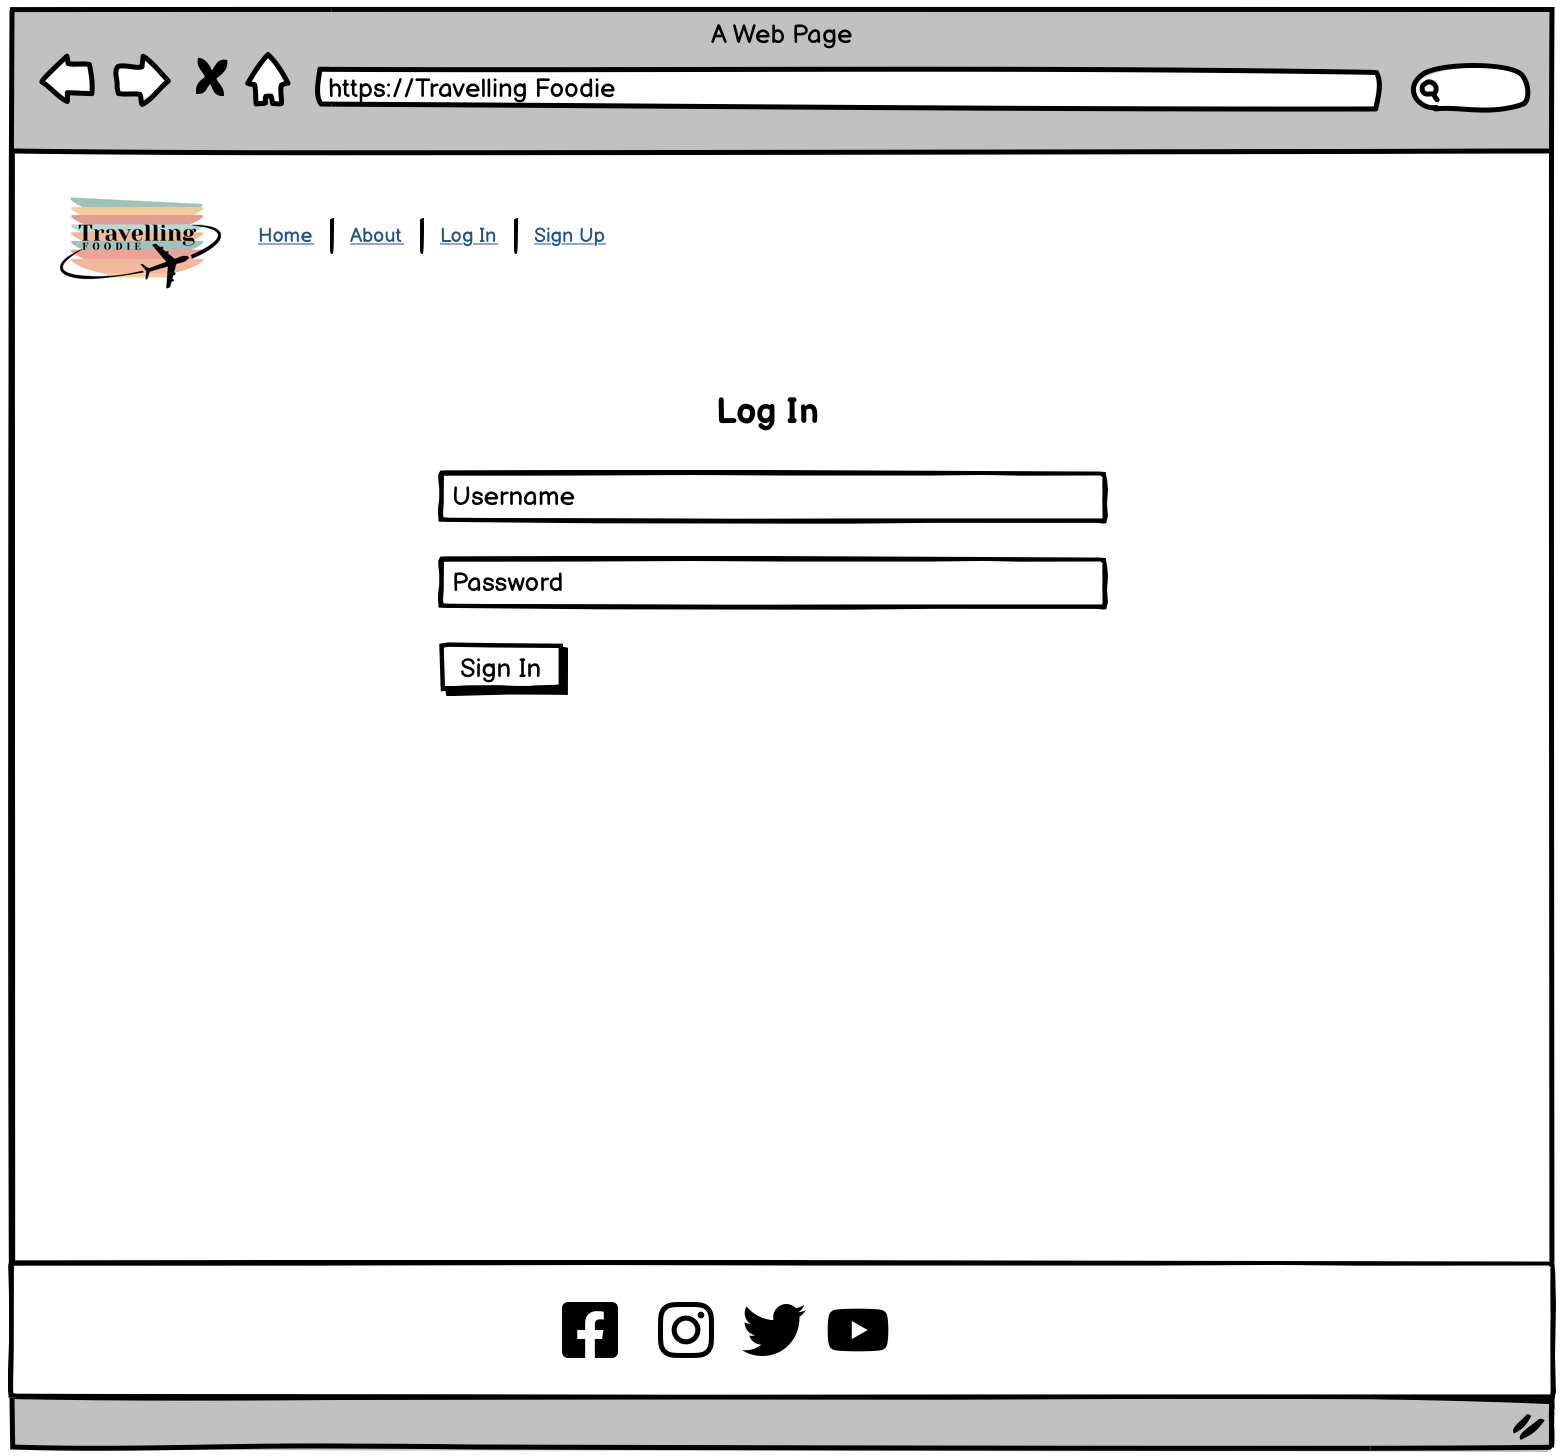 A Web Page
https://Travelling Foodie
Travelling
FOODIE
Home About Log In Sign Up
Log In
Username
Password
Sign In